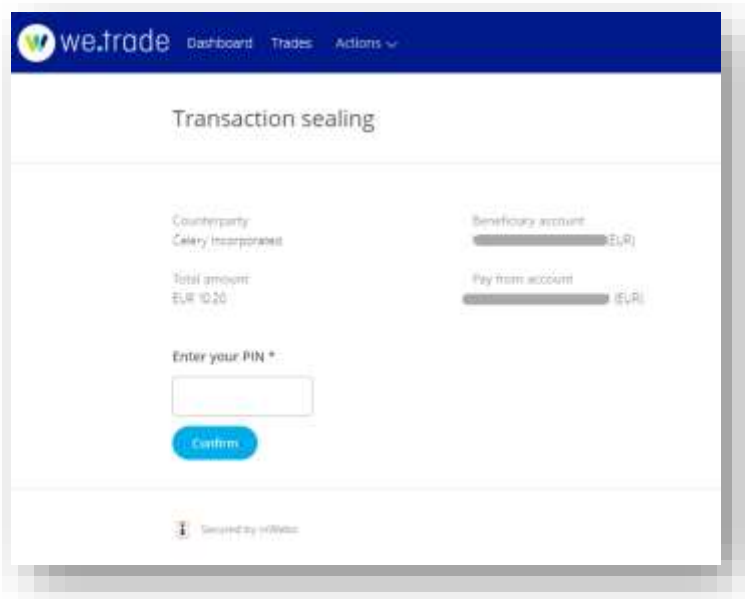 we.trade Dashboard Trades Actions
Transaction sealing
Counterparty
Celery Incorporated
Beneficiary account
(EUR)
Total amount
EUR 10.20
Pay from account
(EUR)
Enter your PIN *
Confirm
Secured by inWebo